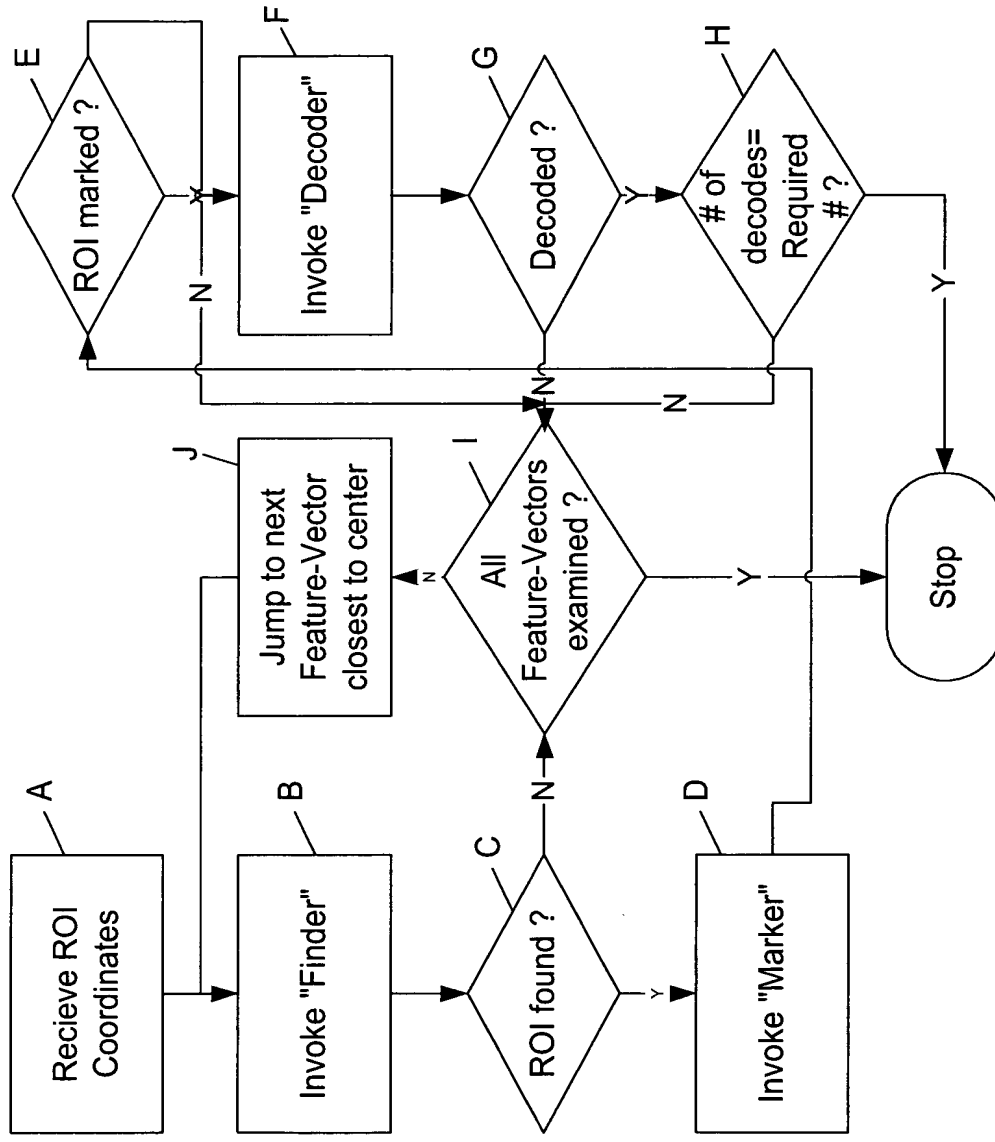 A
Recieve ROI
Coordinates
B
Invoke "Finder"
C
ROI found ?
N
Y
D
Invoke "Marker"
J
Jump to next
Feature-Vector
closest to center
N
I
All
Feature-Vectors
examined ?
Y
Stop
E
ROI marked ?
Y
N
F
Invoke "Decoder"
G
Decoded ?
N
Y
H
# of
decodes=
Required
# ?
N
Y